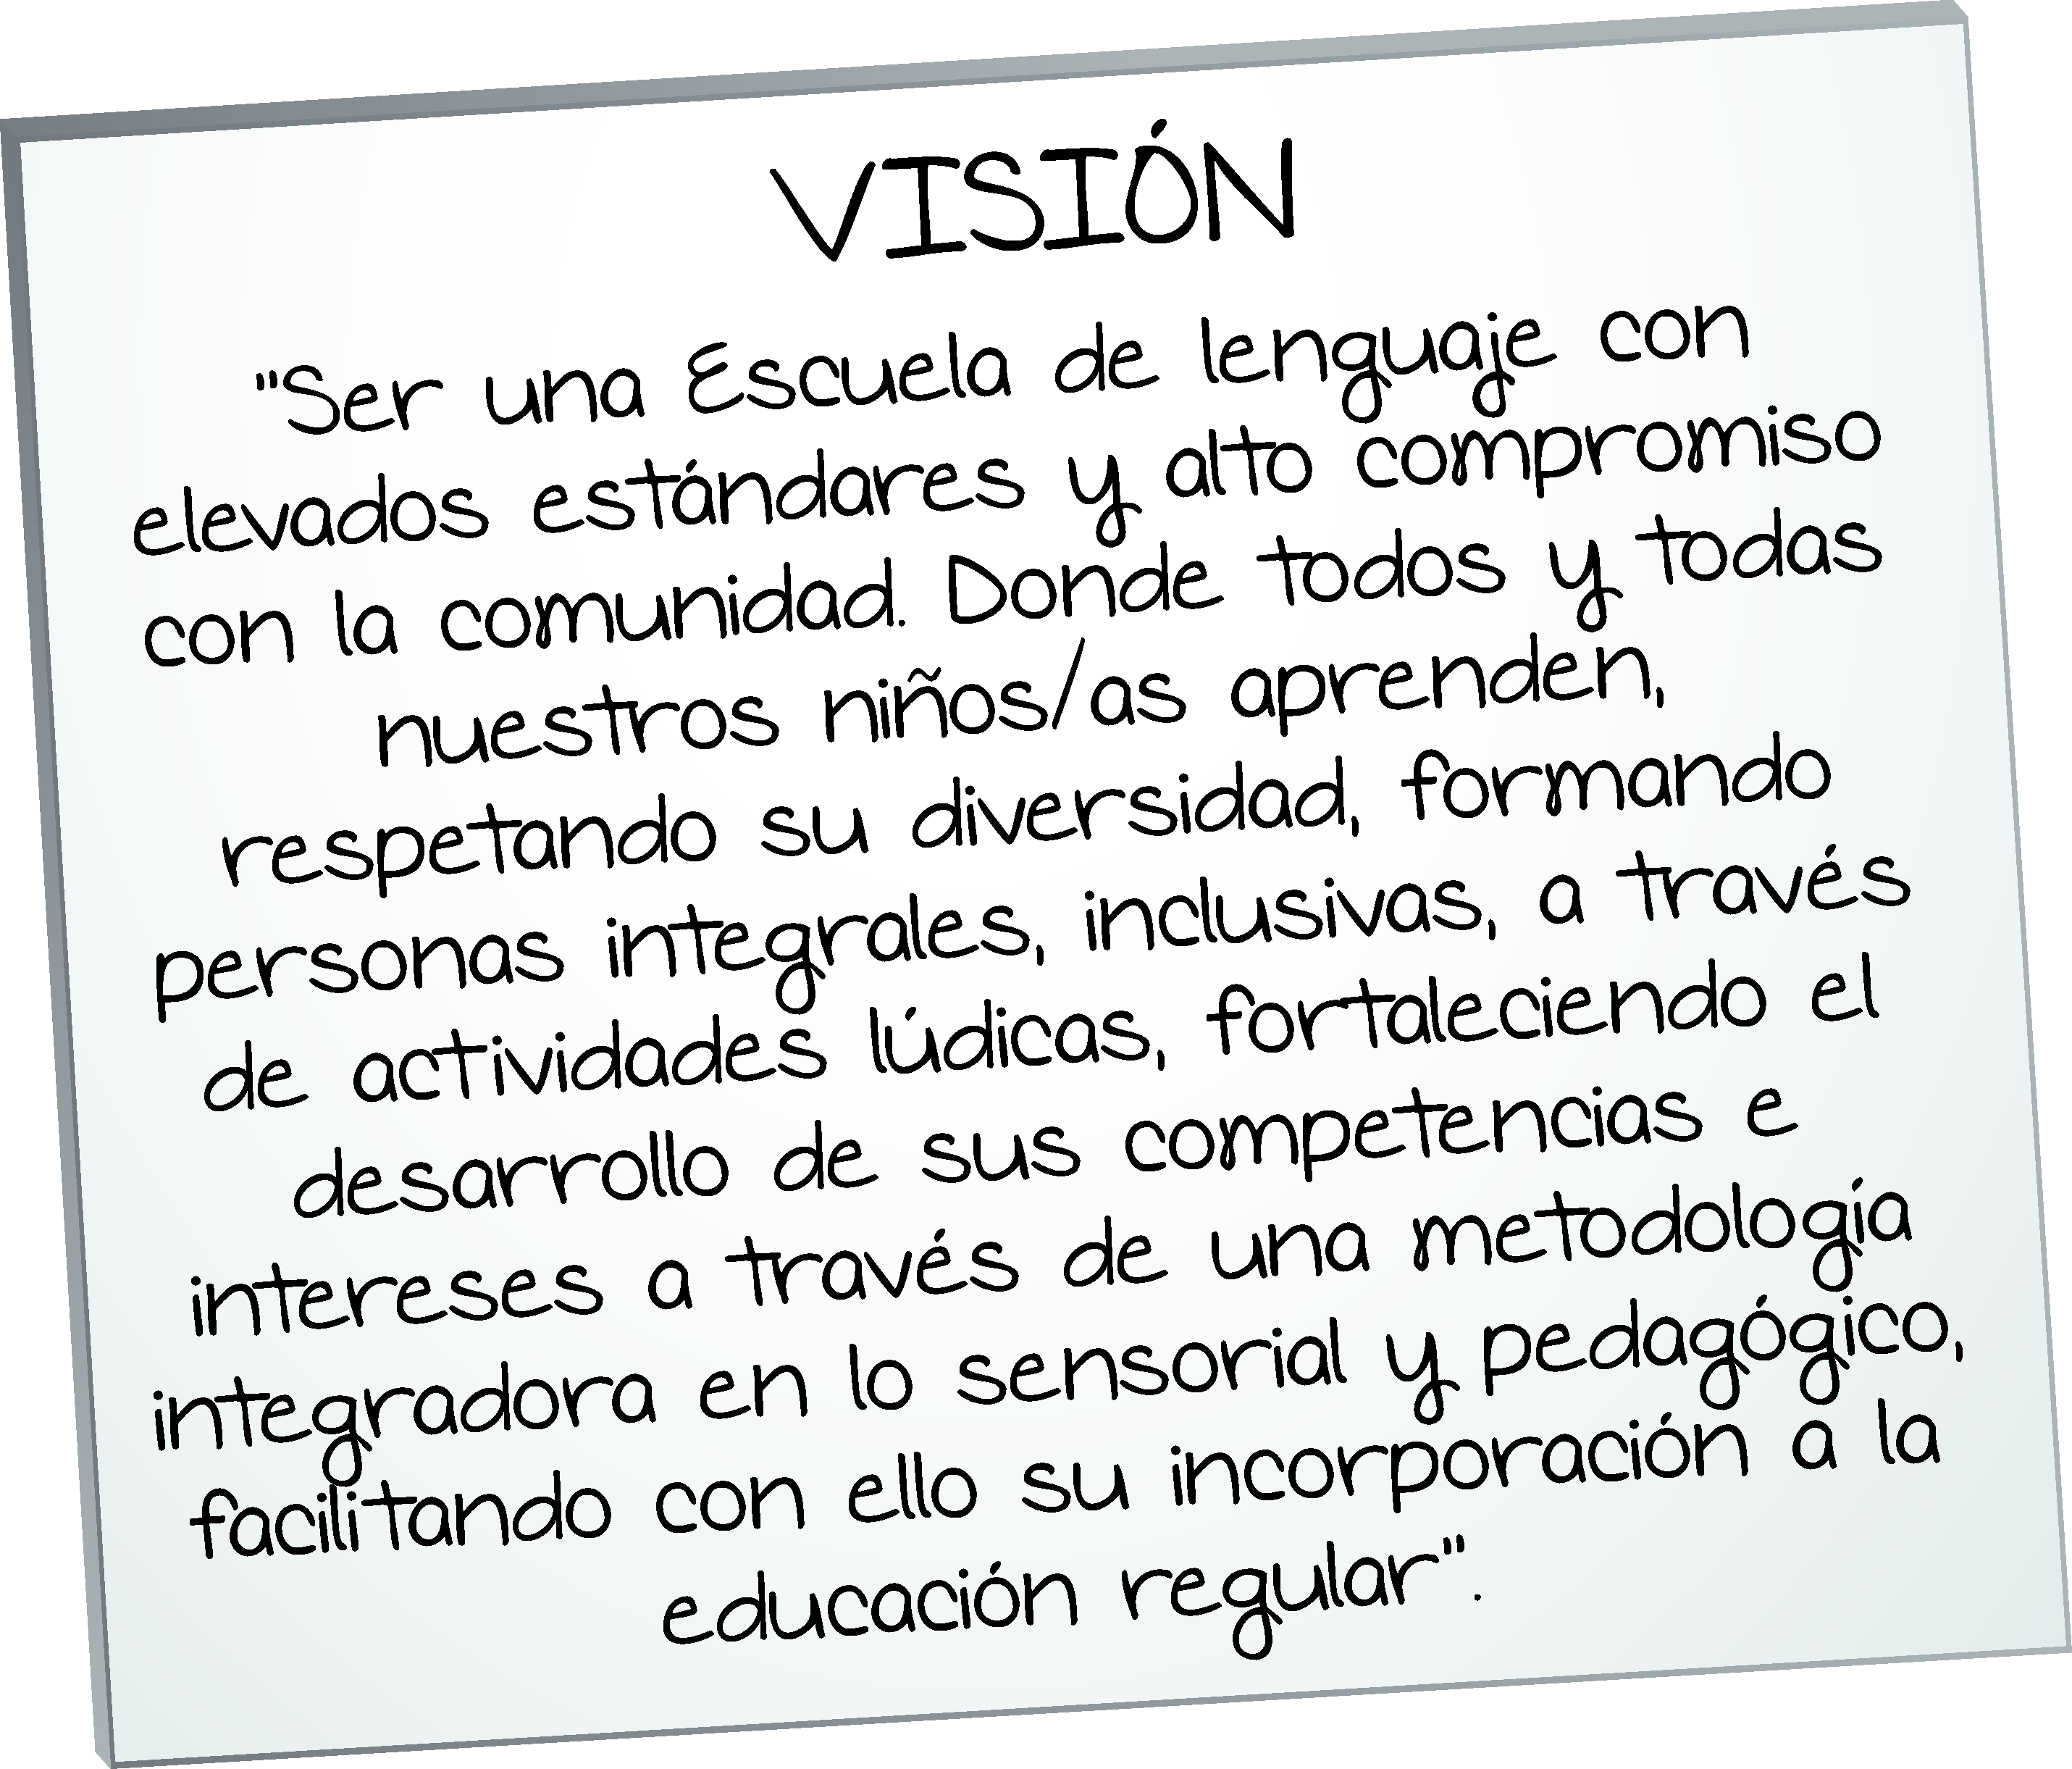 VISIÓN
"Ser una Escuela de lenguaje con
elevados estándares y alto compromiso
con la comunidad. Donde todos y todas
nuestros niños/as aprenden,
respetando su diversidad, formando
personas integrales, inclusivas, a través
de actividades lúdicas, fortaleciendo el
desarrollo de sus competencias e
intereses a través de una metodología
integradora en lo sensorial y pedagógico,
facilitando con ello su incorporación a la
educación regular".